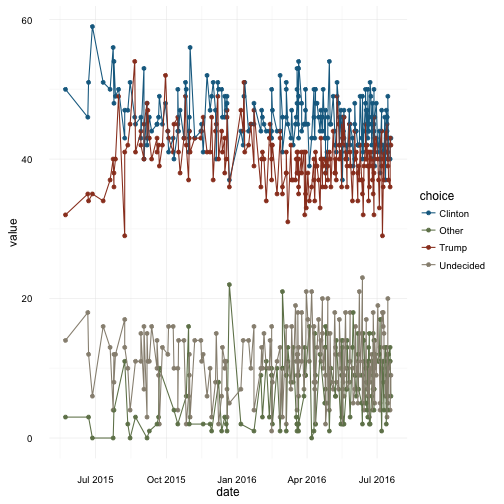 60
40
20
0
value
Jul 2015
Oct 2015
Jan 2016
Apr 2016
Jul 2016
date
choice
Clinton
Other
Trump
Undecided